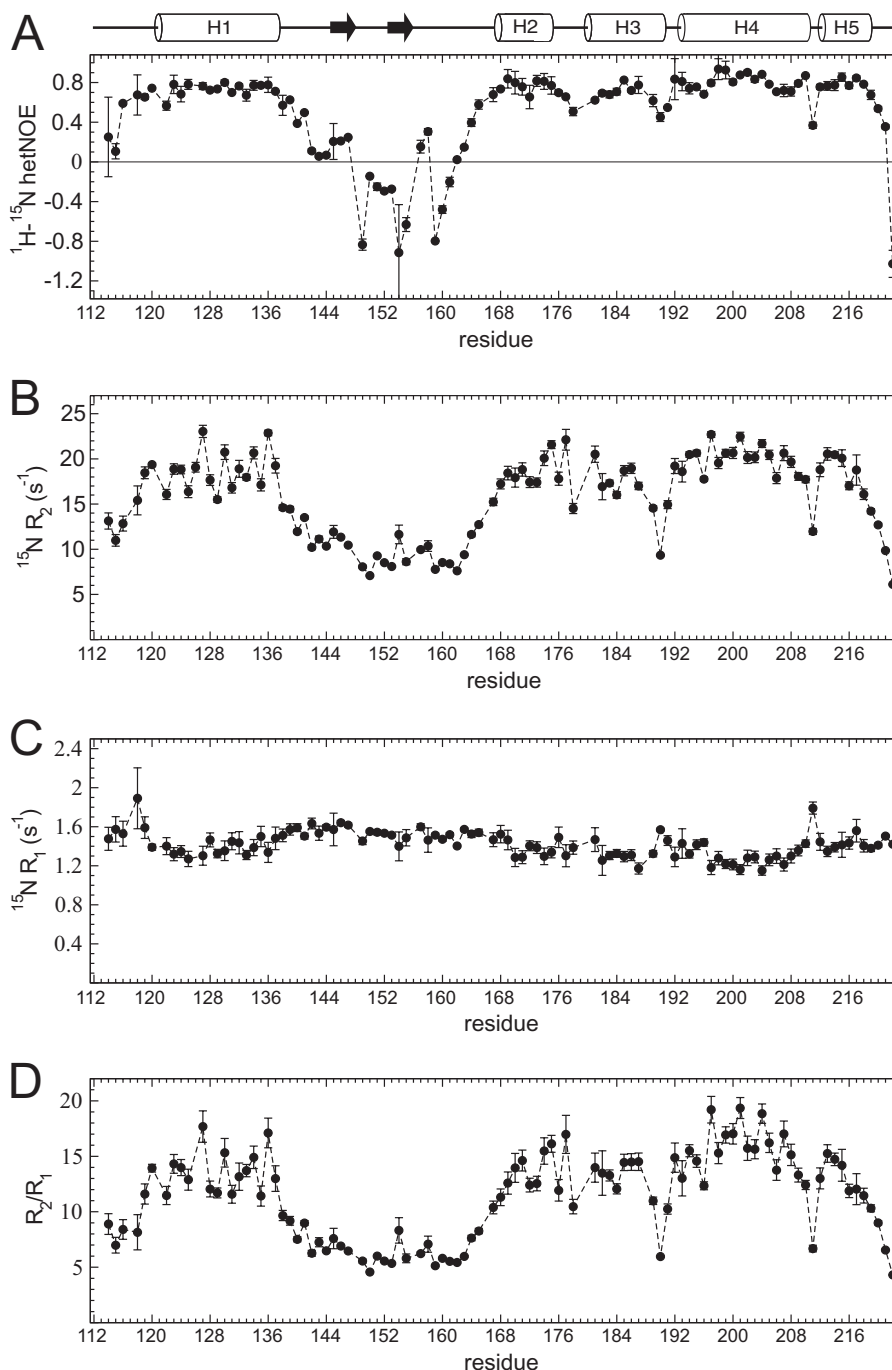 H1 H2 H3 H4 H5
A
¹H-¹⁵N hetNOE
0.8
0.4
0
-0.4
-0.8
-1.2
112 120 128 136 144 152 160 168 176 184 192 200 208 216
residue
B
¹⁵N R₂ (s⁻¹)
25
20
15
10
5
112 120 128 136 144 152 160 168 176 184 192 200 208 216
residue
C
¹⁵N R₁ (s⁻¹)
2.4
2
1.6
1.2
0.8
0.4
112 120 128 136 144 152 160 168 176 184 192 200 208 216
residue
D
R₂/R₁
20
15
10
5
112 120 128 136 144 152 160 168 176 184 192 200 208 216
residue